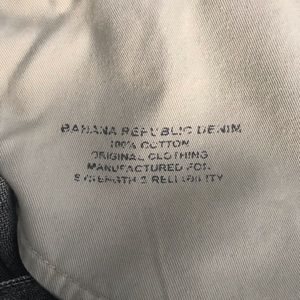 BANANA REPUBLIC DENIM
100% COTTON
ORIGINAL CLOTHING
MANUFACTURED FOR
STRENGTH & RELIABILITY